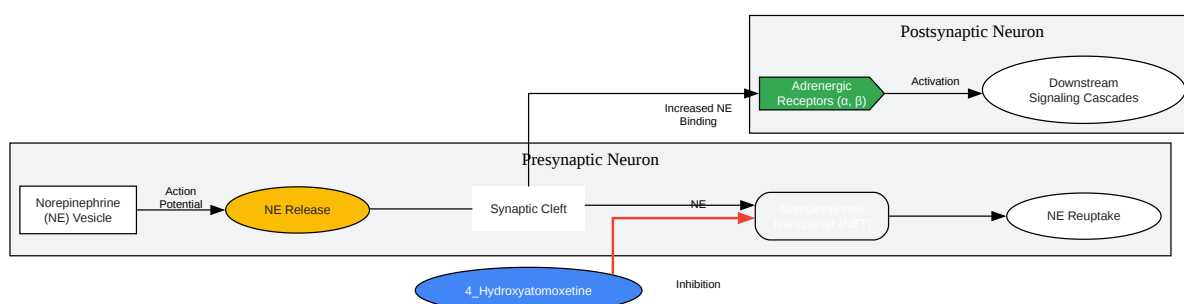 Postsynaptic Neuron
Adrenergic
Receptors (α, β)
Activation
Downstream
Signaling Cascades
Increased NE
Binding
Presynaptic Neuron
Norepinephrine
(NE) Vesicle
Action
Potential
NE Release
Synaptic Cleft
NE
Norepinephrine
Transporter (NET)
NE Reuptake
4_Hydroxyatomoxetine
Inhibition